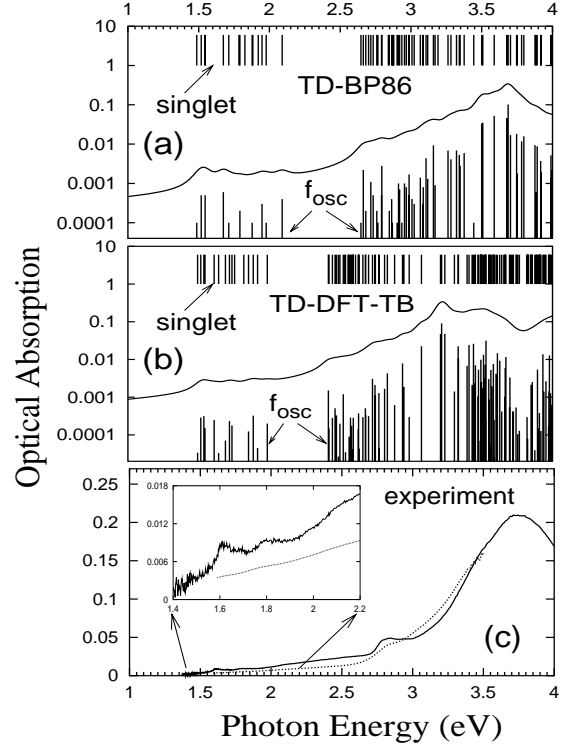 1 1.5 2 2.5 3 3.5 4
10
1
0.1
0.01
0.001
0.0001
singlet
TD-BP86
(a)
fosc
10
1
0.1
0.01
0.001
0.0001
singlet
TD-DFT-TB
(b)
fosc
Optical Absorption
0.25
0.2
0.15
0.1
0.05
0
experiment
0.018
0.012
0.006
0
1.4 1.6 1.8 2 2.2
(c)
1 1.5 2 2.5 3 3.5 4
Photon Energy (eV)